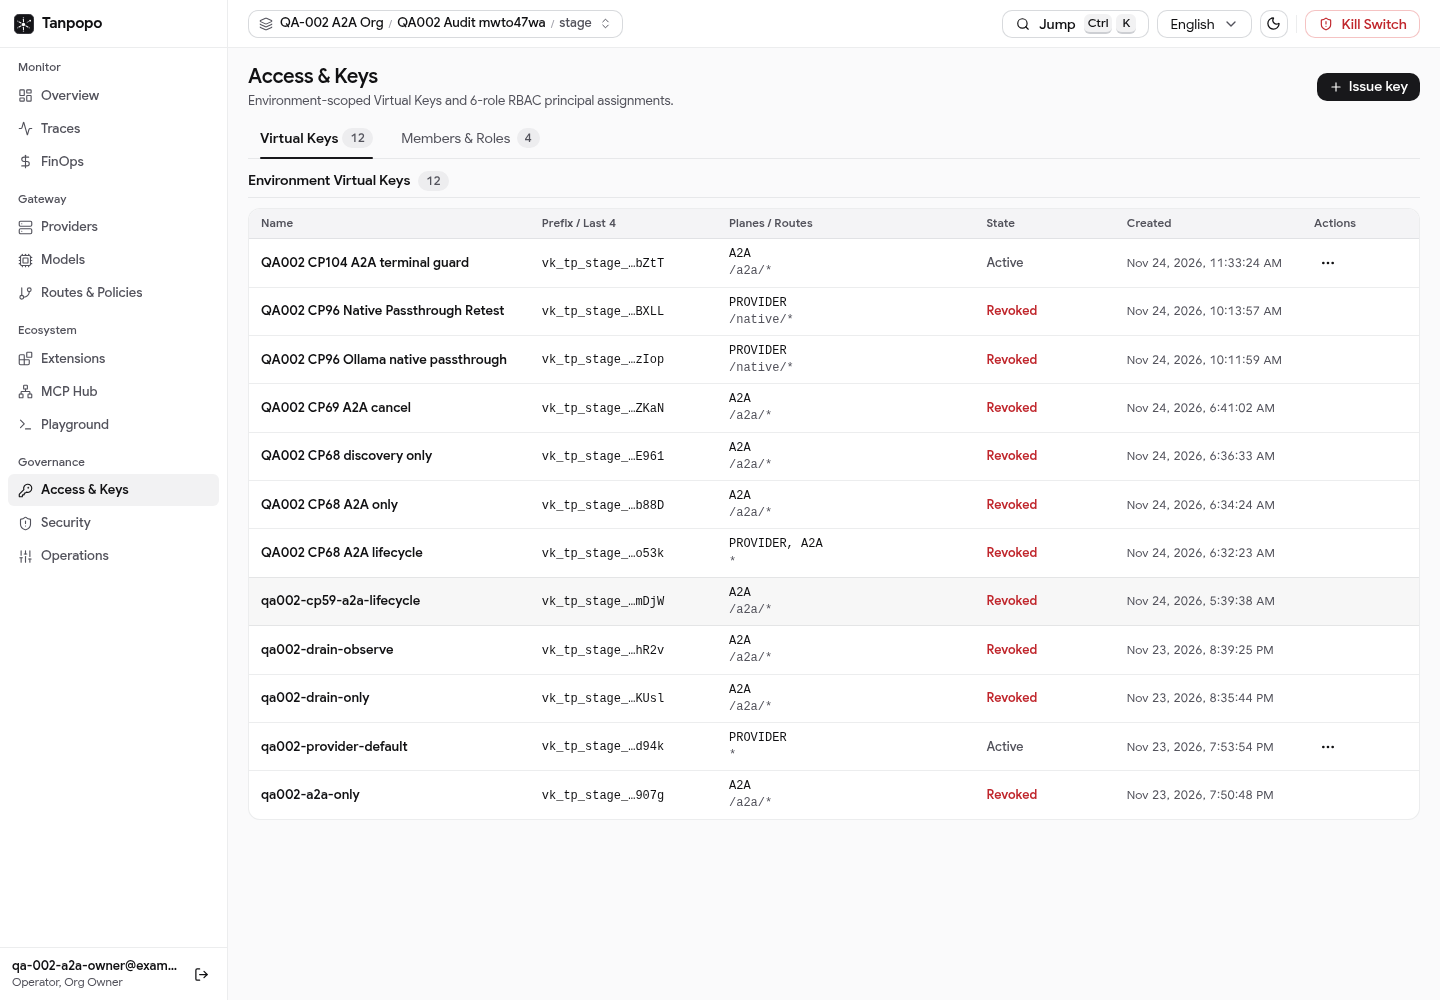 Tanpopo
QA-002 A2A Org / QA002 Audit mwto47wa / stage
Jump Ctrl K
English
Kill Switch
Monitor
Overview
Traces
FinOps
Gateway
Providers
Models
Routes & Policies
Ecosystem
Extensions
MCP Hub
Playground
Governance
Access & Keys
Security
Operations
qa-002-a2a-owner@exam...
Operator, Org Owner
Access & Keys
Environment-scoped Virtual Keys and 6-role RBAC principal assignments.
Issue key
Virtual Keys 12 Members & Roles 4
Environment Virtual Keys 12
Name Prefix / Last 4 Planes / Routes State Created Actions
QA002 CP104 A2A terminal guard vk_tp_stage_…bZtT A2A Active Nov 24, 2026, 11:33:24 AM
/a2a/*
QA002 CP96 Native Passthrough Retest vk_tp_stage_…BXLL PROVIDER Revoked Nov 24, 2026, 10:13:57 AM
/native/*
QA002 CP96 Ollama native passthrough vk_tp_stage_…zIop PROVIDER Revoked Nov 24, 2026, 10:11:59 AM
/native/*
QA002 CP69 A2A cancel vk_tp_stage_…ZKaN A2A Revoked Nov 24, 2026, 6:41:02 AM
/a2a/*
QA002 CP68 discovery only vk_tp_stage_…E961 A2A Revoked Nov 24, 2026, 6:36:33 AM
/a2a/*
QA002 CP68 A2A only vk_tp_stage_…b88D A2A Revoked Nov 24, 2026, 6:34:24 AM
/a2a/*
QA002 CP68 A2A lifecycle vk_tp_stage_…o53k PROVIDER, A2A Revoked Nov 24, 2026, 6:32:23 AM
*
qa002-cp59-a2a-lifecycle vk_tp_stage_…mDjW A2A Revoked Nov 24, 2026, 5:39:38 AM
/a2a/*
qa002-drain-observe vk_tp_stage_…hR2v A2A Revoked Nov 23, 2026, 8:39:25 PM
/a2a/*
qa002-drain-only vk_tp_stage_…KUsl A2A Revoked Nov 23, 2026, 8:35:44 PM
/a2a/*
qa002-provider-default vk_tp_stage_…d94k PROVIDER Active Nov 23, 2026, 7:53:54 PM
*
qa002-a2a-only vk_tp_stage_…907g A2A Revoked Nov 23, 2026, 7:50:48 PM
/a2a/*